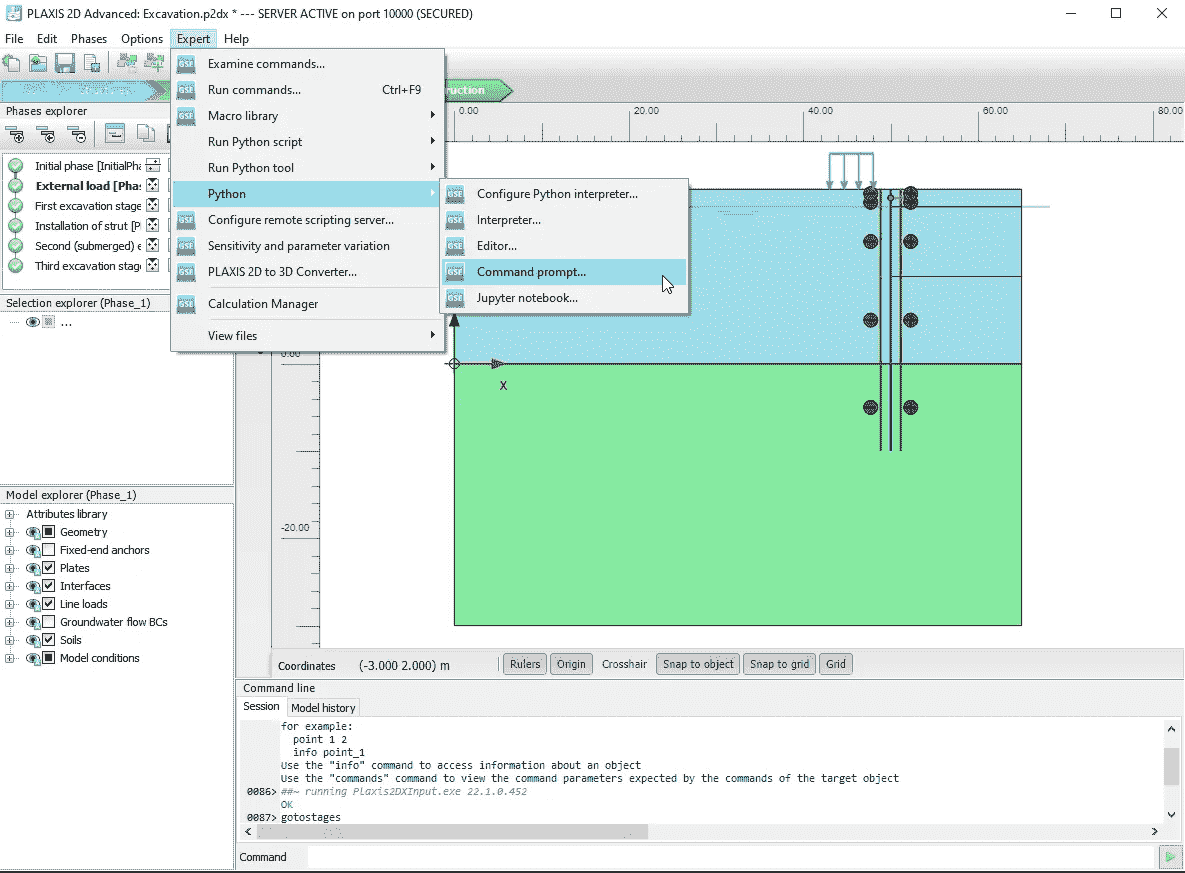 PLAXIS 2D Advanced: Excavation.p2dx * --- SERVER ACTIVE on port 10000 (SECURED)
File Edit Phases Options Expert Help
Examine commands...
Run commands... Ctrl+F9
Macro library
Run Python script
Run Python tool
Python
Configure remote scripting server...
Sensitivity and parameter variation
PLAXIS 2D to 3D Converter...
Calculation Manager
View files
Configure Python interpreter...
Interpreter...
Editor...
Command prompt...
Jupyter notebook...
ruction
0.00 20.00 40.00 60.00 80.00
Phases explorer
Initial phase [InitialPha
External load [Phas
First excavation stage
Installation of strut [P
Second (submerged) e
Third excavation stag
Selection explorer (Phase_1)
...
0.00
x
-20.00
Model explorer (Phase_1)
Attributes library
Geometry
Fixed-end anchors
Plates
Interfaces
Line loads
Groundwater flow BCs
Soils
Model conditions
Coordinates (-3.000 2.000) m Rulers Origin Crosshair Snap to object Snap to grid Grid
Command line
Session Model history
for example:
point 1 2
info point_1
Use the "info" command to access information about an object
Use the "commands" command to view the command parameters expected by the commands of the target object
0086> ##~ running Plaxis2DXInput.exe 22.1.0.452
OK
0087> gotostages
Command